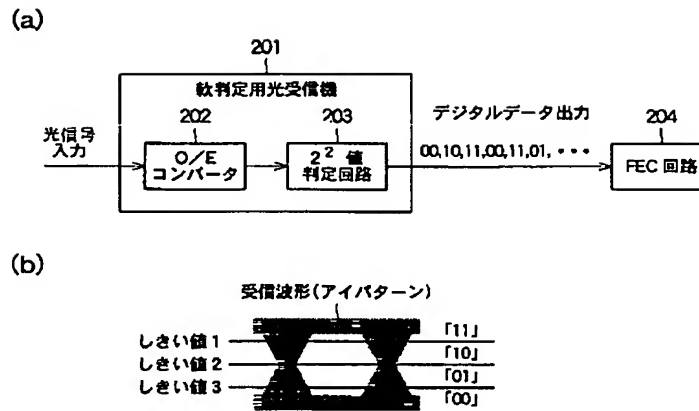 (a)
201
軟判定用光受信機
202
203
デジタルデータ出力
204
光信号
入力
O/E
コンバータ
2² 値
判定回路
00,10,11,00,11,01,・・・
FEC 回路
(b)
受信波形(アイパターン)
しきい値1
しきい値2
しきい値3
「11」
「10」
「01」
「00」